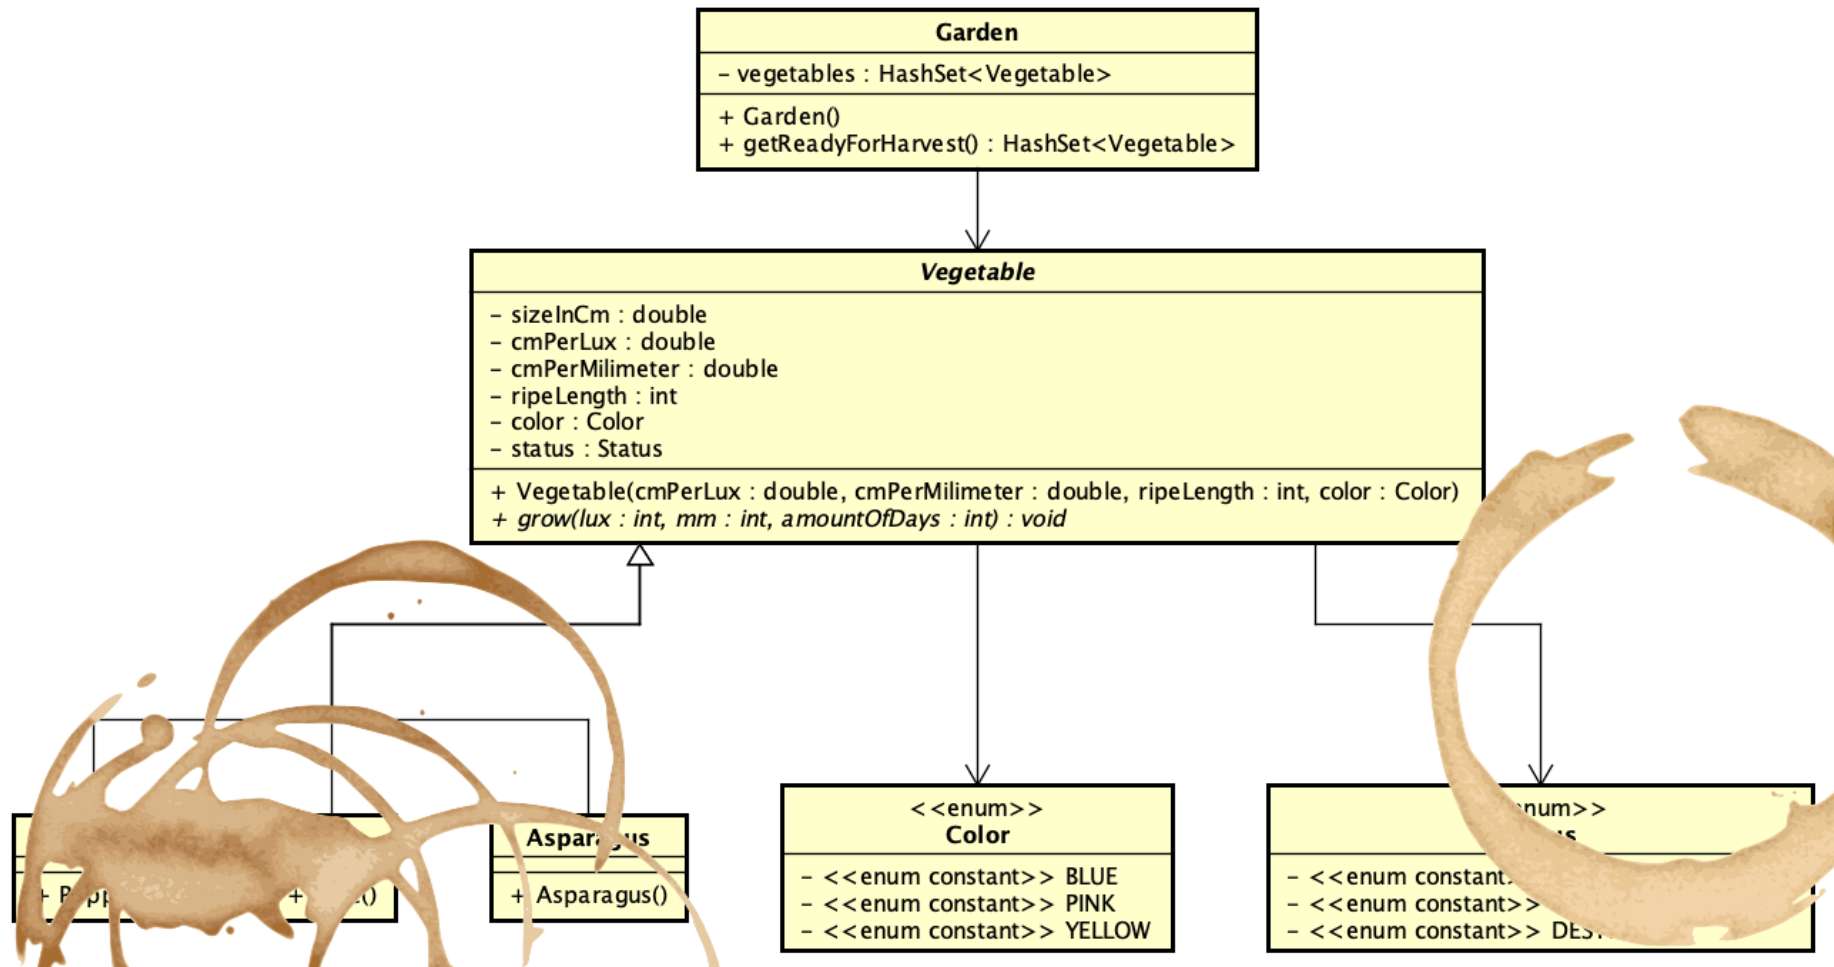 Garden
– vegetables : HashSet<Vegetable>
+ Garden()
+ getReadyForHarvest() : HashSet<Vegetable>
Vegetable
– sizeInCm : double
– cmPerLux : double
– cmPerMilimeter : double
– ripeLength : int
– color : Color
– status : Status
+ Vegetable(cmPerLux : double, cmPerMilimeter : double, ripeLength : int, color : Color)
+ grow(lux : int, mm : int, amountOfDays : int) : void
Asparagus
+ Asparagus()
<<enum>>
Color
– <<enum constant>> BLUE
– <<enum constant>> PINK
– <<enum constant>> YELLOW
– <<enum constant>>
– <<enum constant>>
– <<enum constant>>